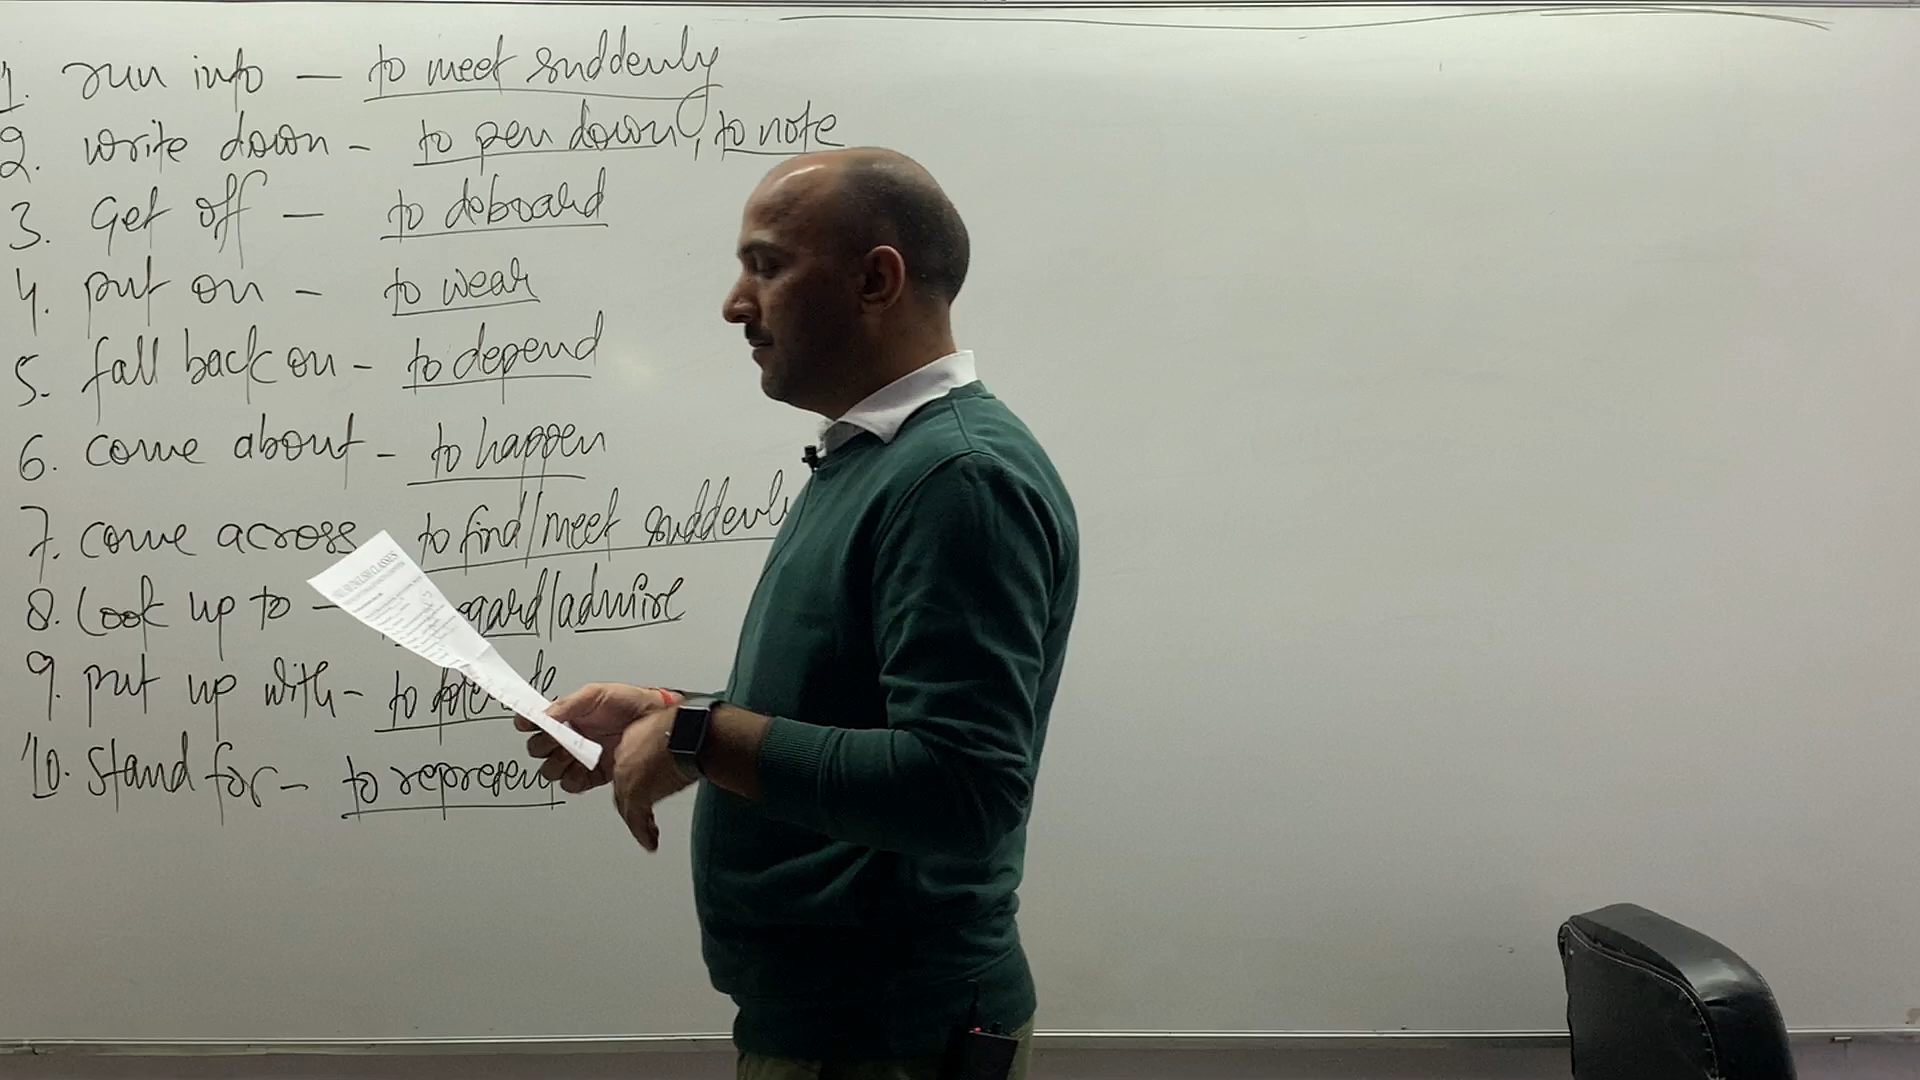 1. run into – to meet suddenly
2. write down – to pen down, to note
3. Get off – to deboard
4. put on – to wear
5. fall back on – to depend
6. come about – to happen
7. come across to find/meet suddenly
8. Look up to – /admire
9. put up with – to
10. Stand for – to represent